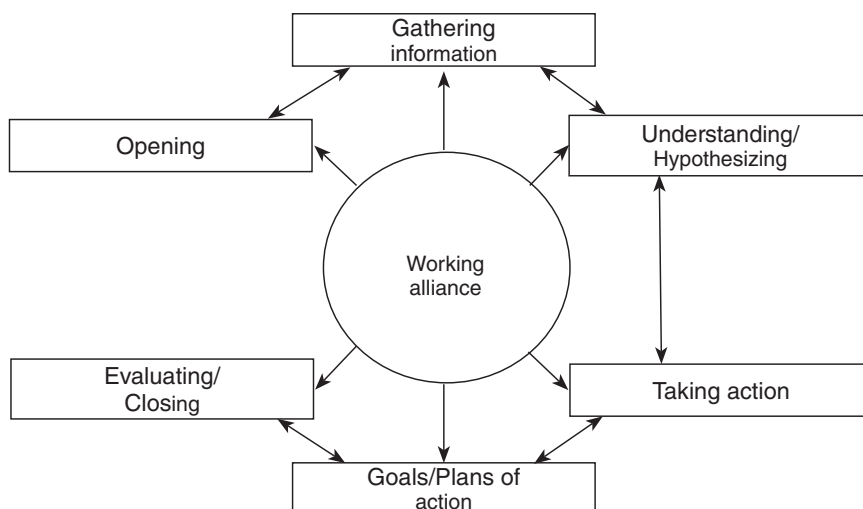 Gathering
information
Opening
Understanding/
Hypothesizing
Working
alliance
Evaluating/
Closing
Taking action
Goals/Plans of
action